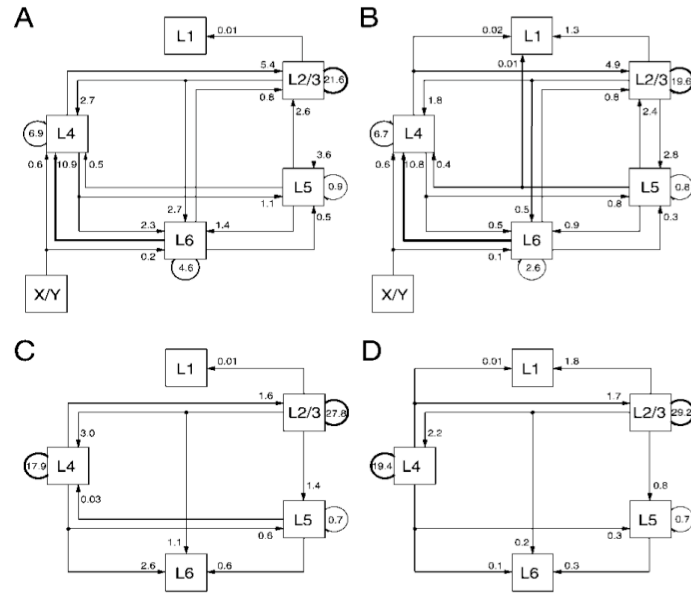 A
L1
0.01
5.4
L2/3
21.6
2.7
0.8
2.6
6.9
L4
0.6
10.9
0.5
3.6
L5
0.9
1.1
2.3
2.7
1.4
0.5
L6
0.2
4.6
X/Y
B
0.02
L1
1.3
0.01
4.9
L2/3
19.6
1.8
0.8
2.4
2.8
6.7
L4
0.6
10.8
0.4
L5
0.8
0.8
0.5
0.5
0.9
0.3
L6
0.1
2.6
X/Y
C
L1
0.01
1.6
L2/3
27.8
3.0
17.9
L4
0.03
1.4
L5
0.7
0.6
1.1
2.6
L6
0.6
D
0.01
L1
1.8
1.7
L2/3
29.2
2.2
19.4
L4
0.8
L5
0.7
0.3
0.2
0.1
L6
0.3